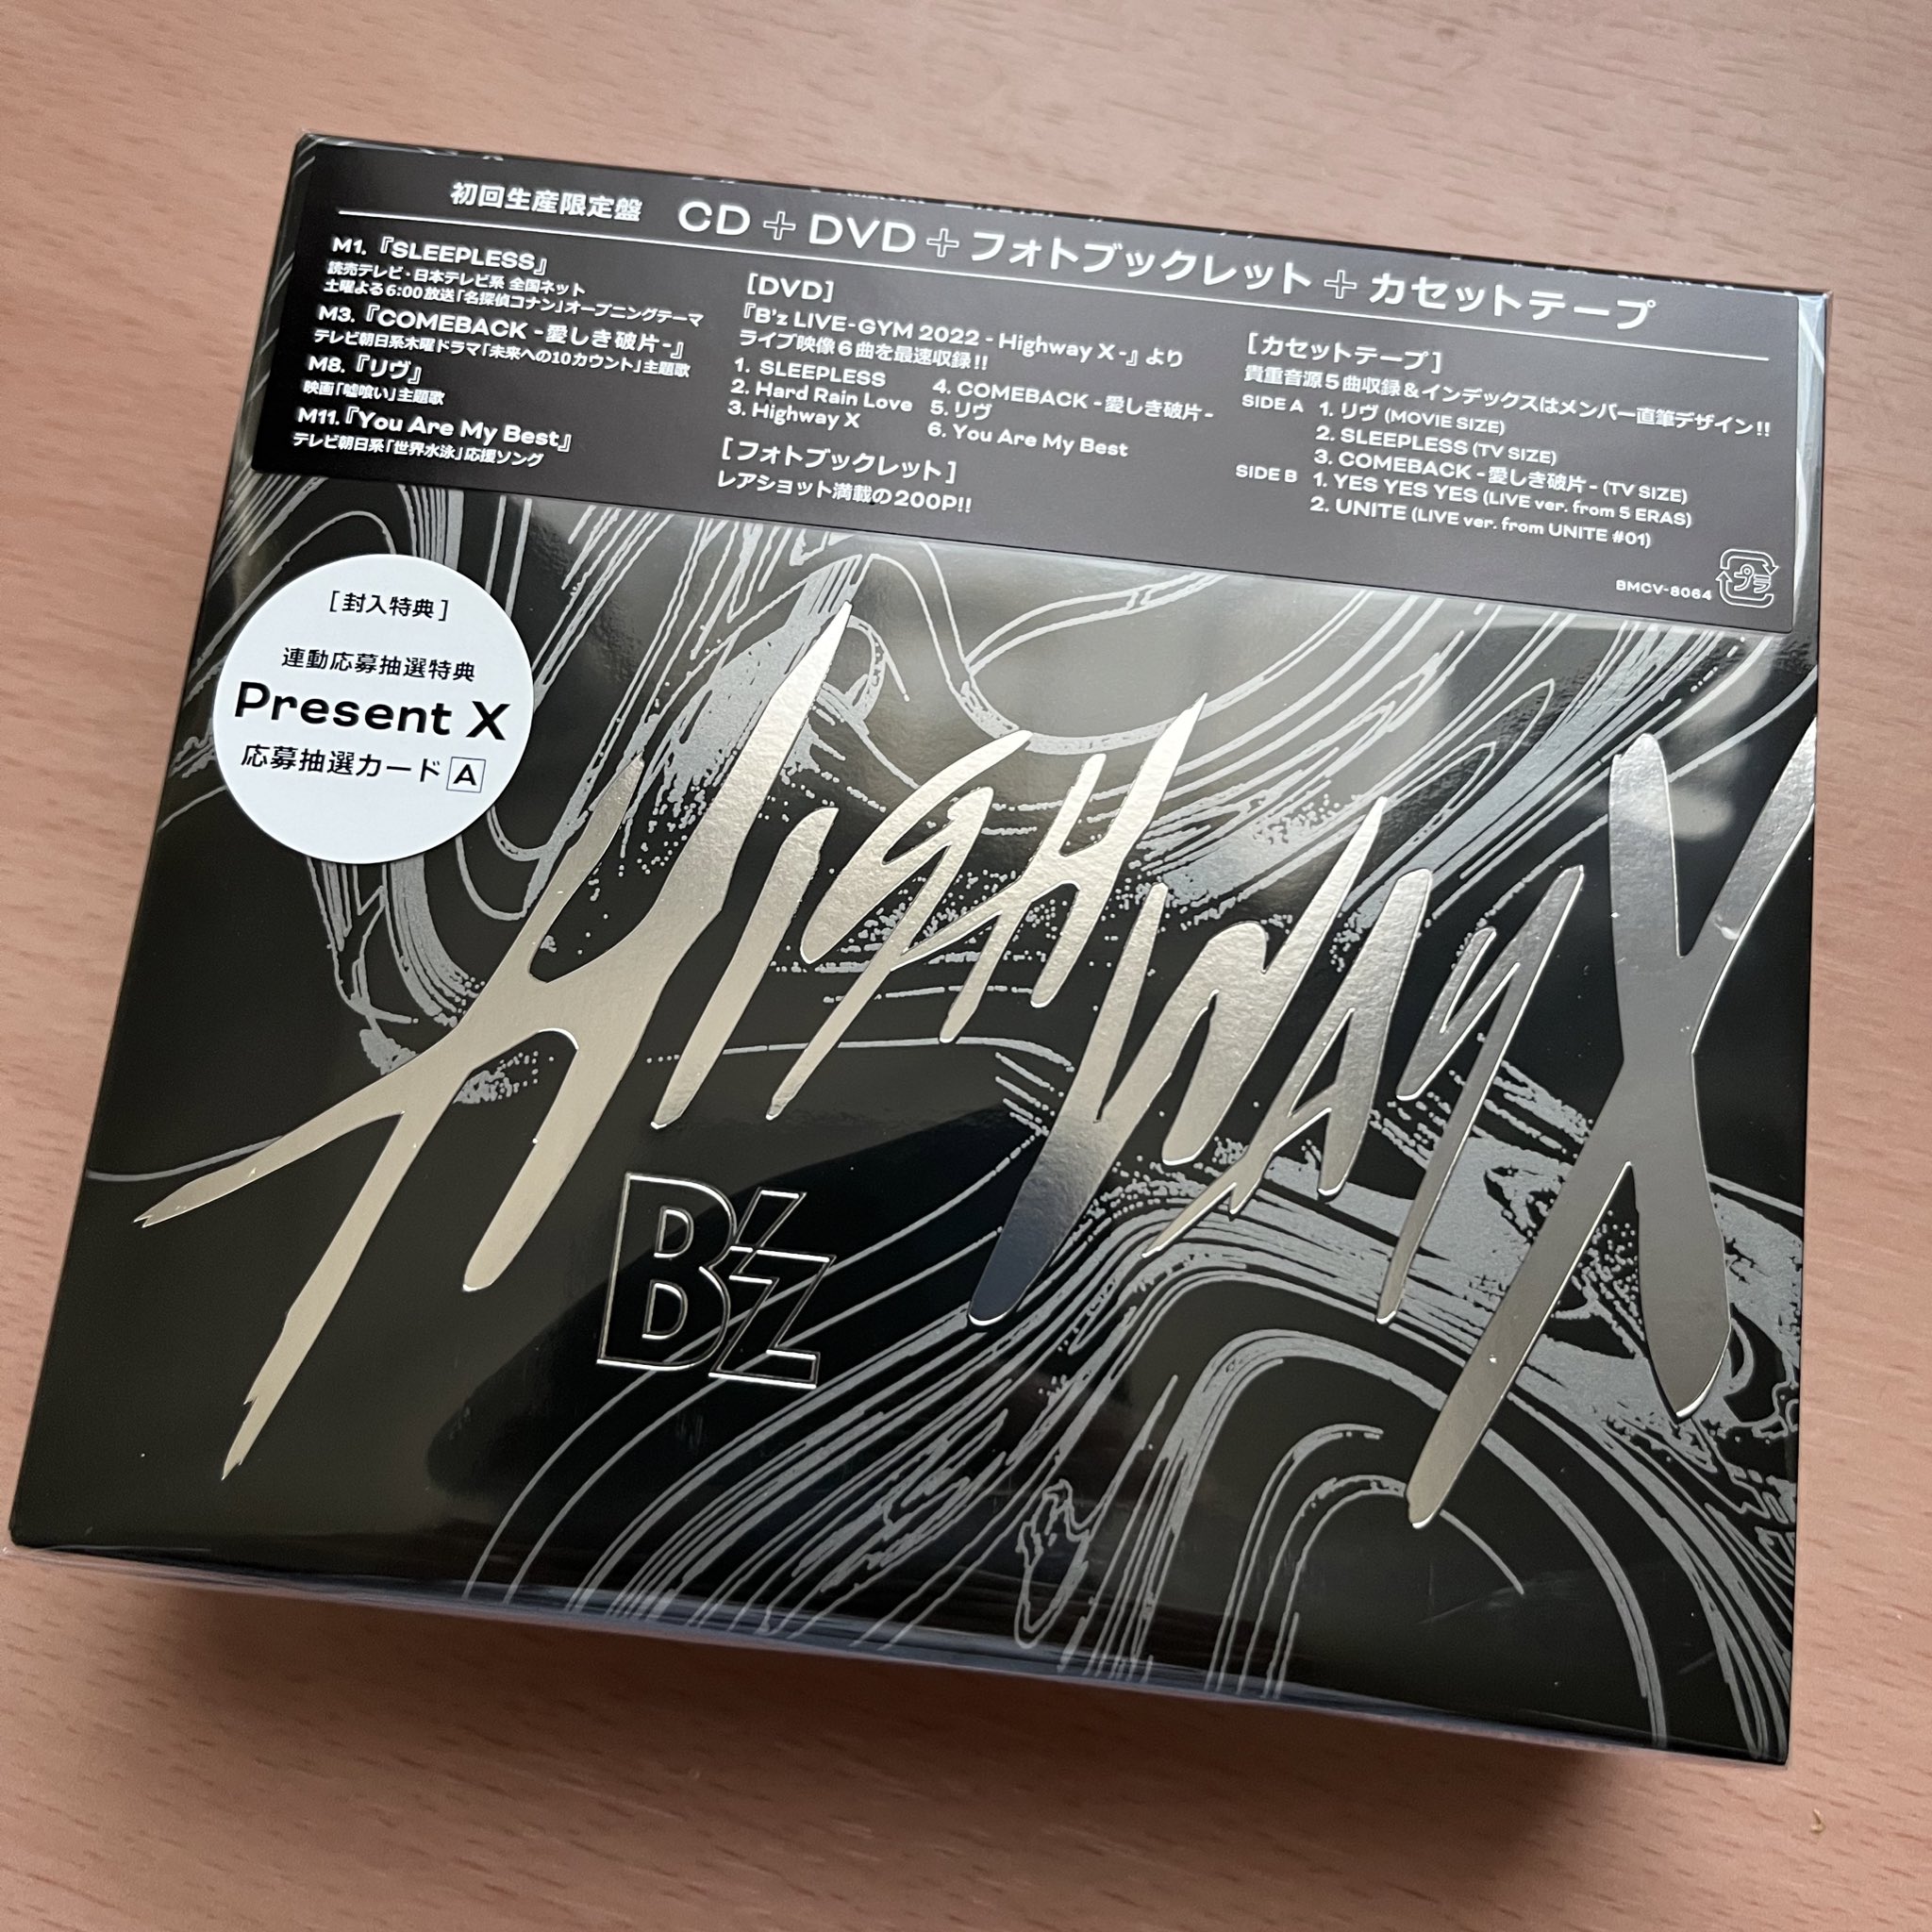 初回生産限定盤 CD+DVD+フォトブックレット+カセットテープ
M1.『SLEEPLESS』
読売テレビ・日本テレビ系 全国ネット
土曜よる6:00放送「名探偵コナン」オープニングテーマ
M3.『COMEBACK -愛しき破片-』
テレビ朝日系木曜ドラマ「未来への10カウント」主題歌
M8.『リヴ』
映画「嘘喰い」主題歌
M11.『You Are My Best』
テレビ朝日系「世界水泳」応援ソング
[DVD]
『B'z LIVE-GYM 2022 -Highway X-』より
ライブ映像6曲を最速収録!!
1. SLEEPLESS
2. Hard Rain Love
3. Highway X
4. COMEBACK -愛しき破片-
5. リヴ
6. You Are My Best
[フォトブックレット]
レアショット満載の200P!!
[カセットテープ]
貴重音源5曲収録&インデックスはメンバー直筆デザイン!!
SIDE A 1. リヴ (MOVIE SIZE)
2. SLEEPLESS (TV SIZE)
3. COMEBACK -愛しき破片- (TV SIZE)
SIDE B 1. YES YES YES (LIVE ver. from 5 ERAS)
2. UNITE (LIVE ver. from UNITE #01)
BMCV-8064 プラ
[封入特典]
連動応募抽選特典
Present X
応募抽選カード A
HIGHWAY X
B'z